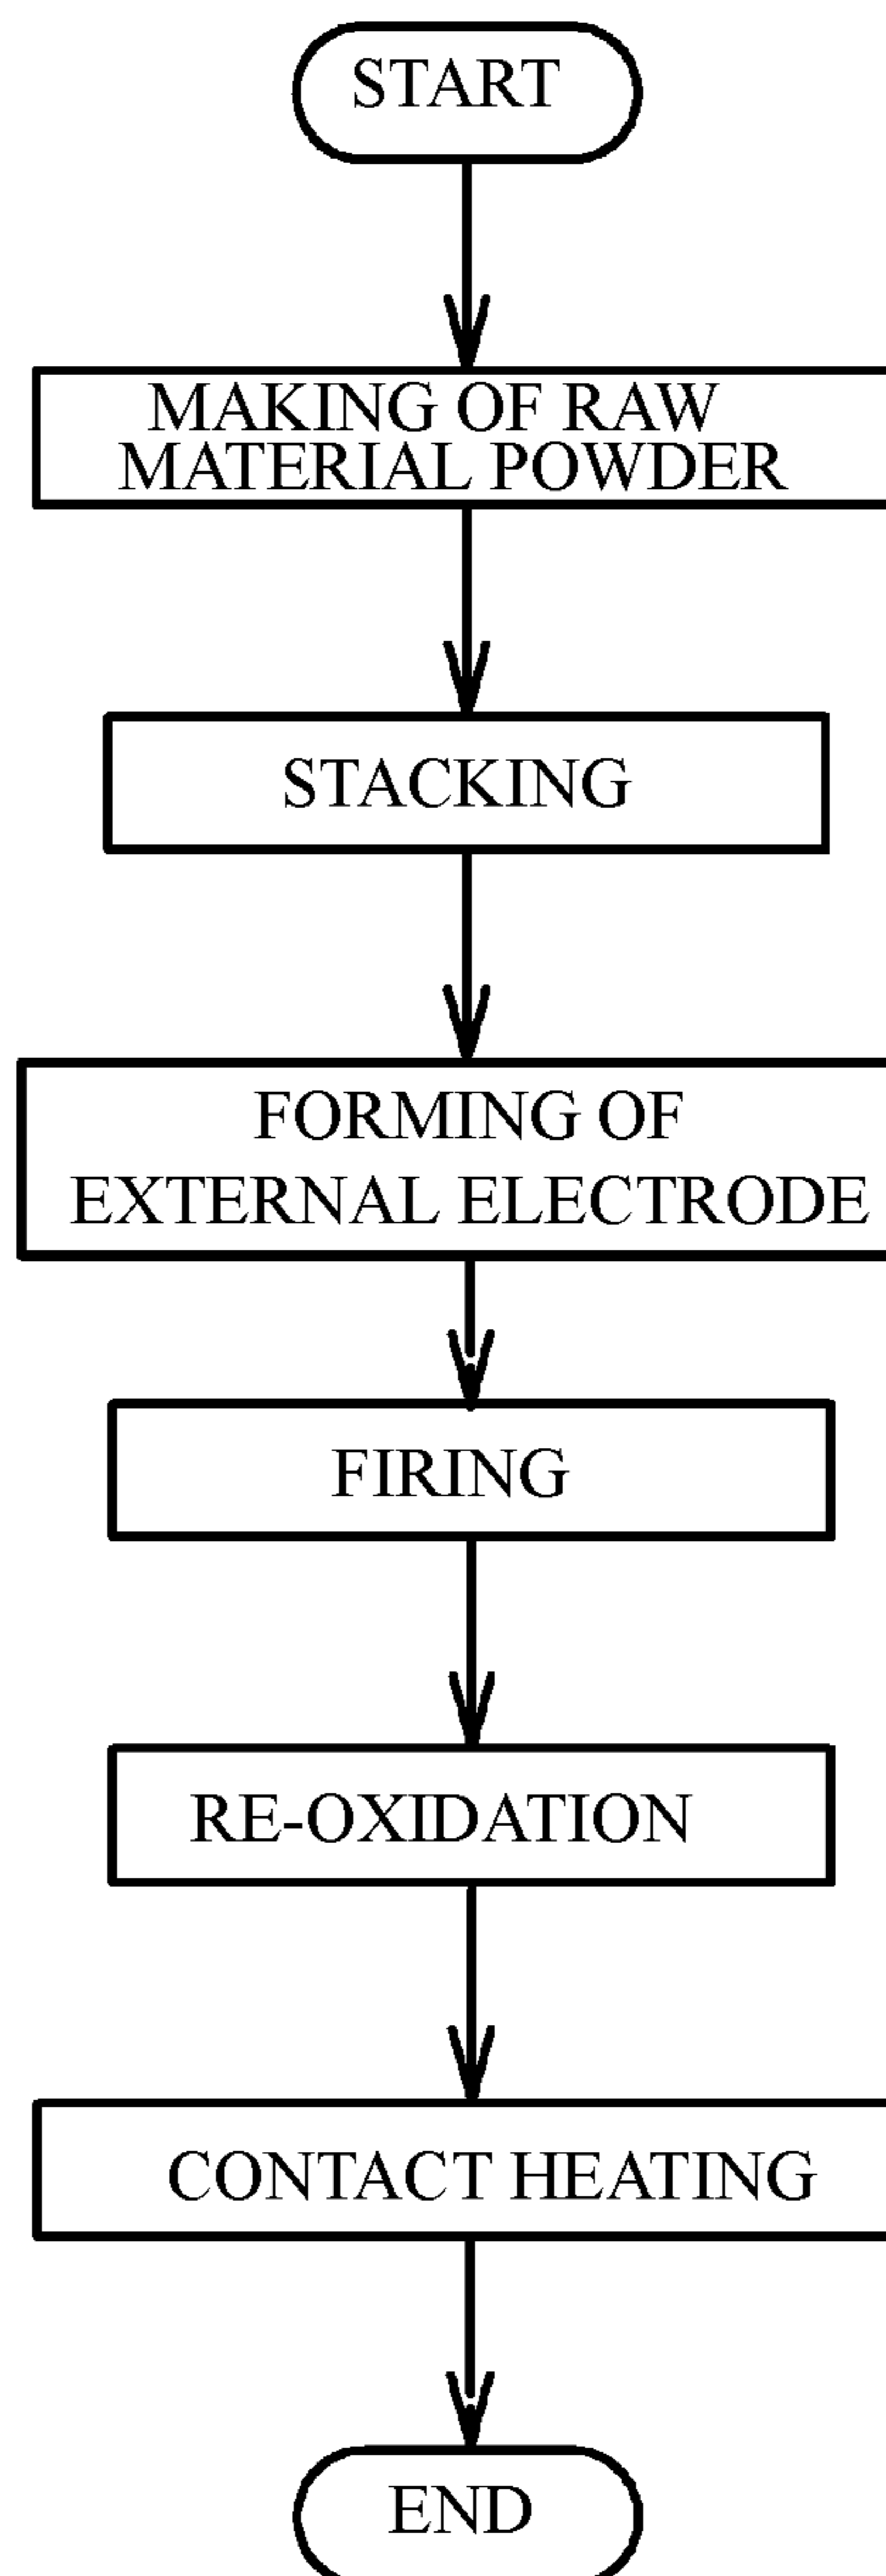 START
MAKING OF RAW
MATERIAL POWDER
STACKING
FORMING OF
EXTERNAL ELECTRODE
FIRING
RE-OXIDATION
CONTACT HEATING
END